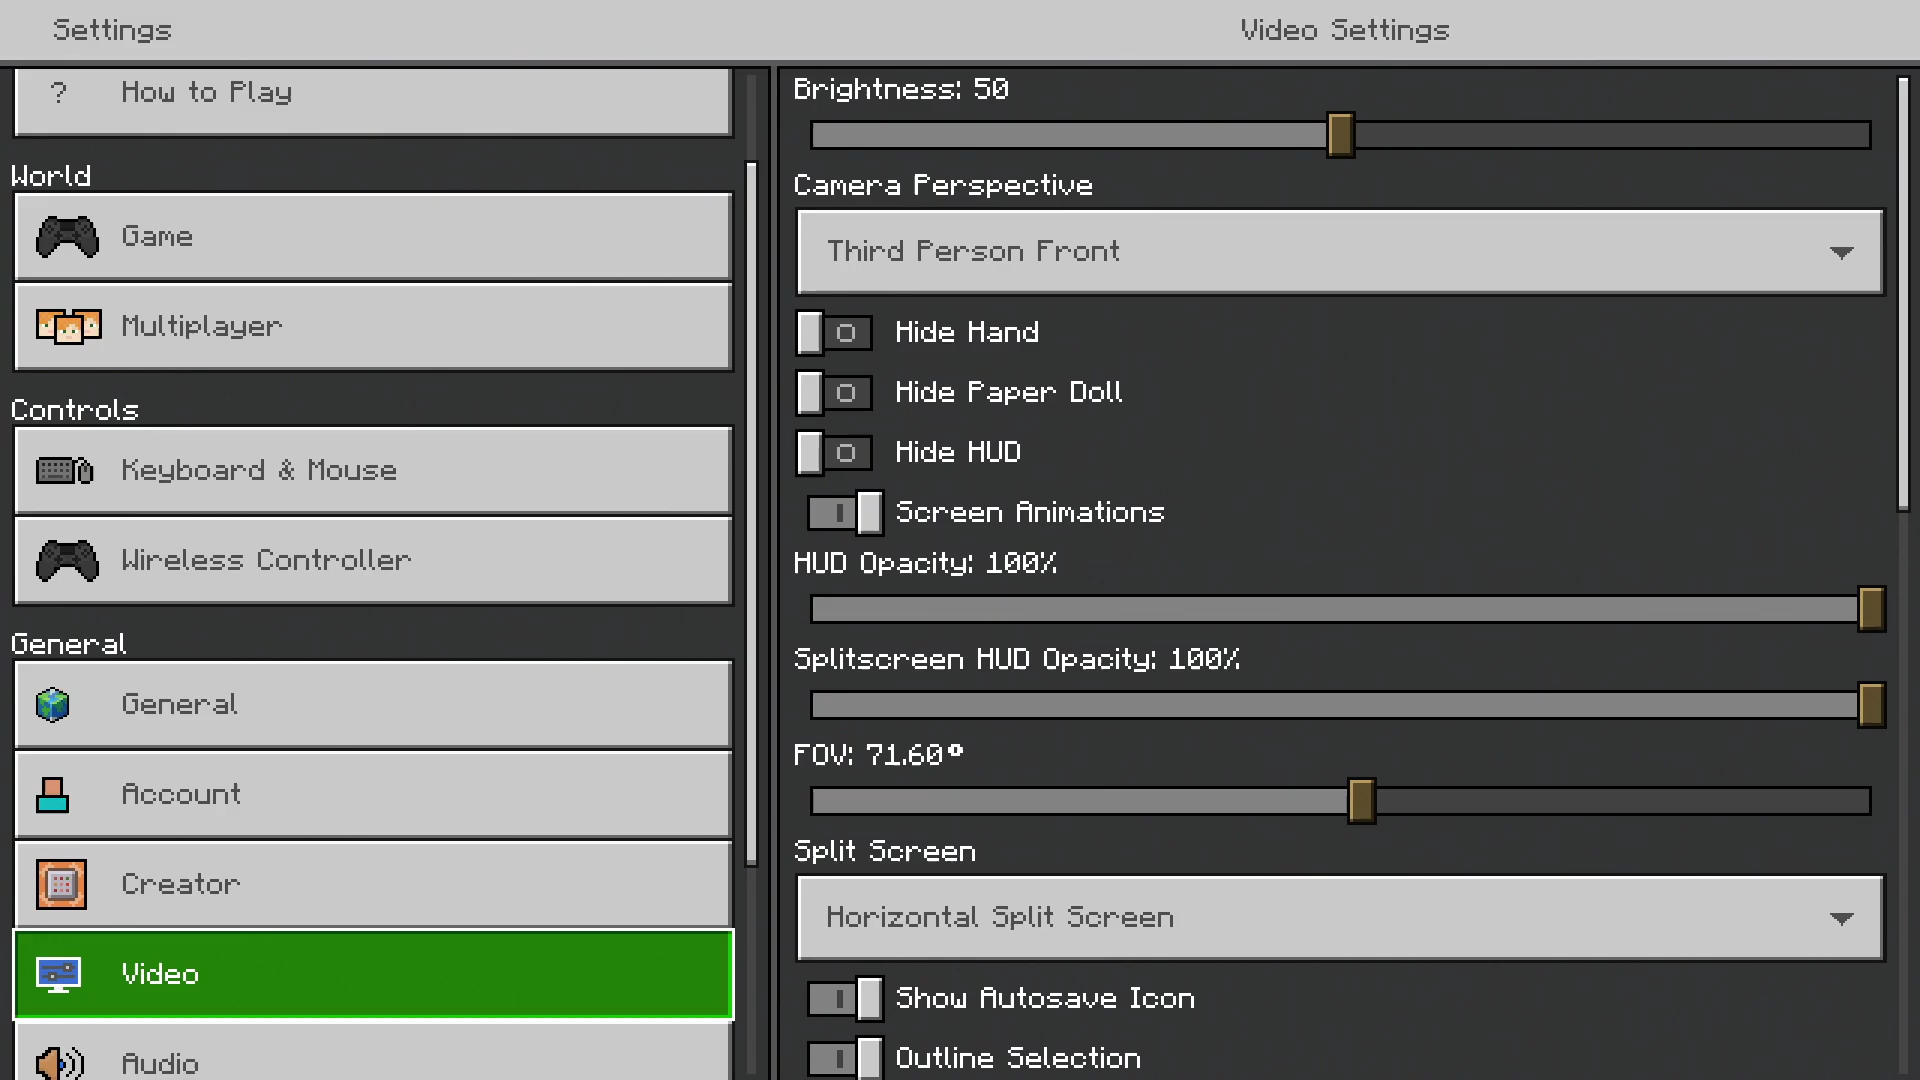 Settings
Video Settings
? How to Play
World
Game
Multiplayer
Controls
Keyboard & Mouse
Wireless Controller
General
General
Account
Creator
Video
Audio
Brightness: 50
Camera Perspective
Third Person Front
Hide Hand
Hide Paper Doll
Hide HUD
Screen Animations
HUD Opacity: 100%
Splitscreen HUD Opacity: 100%
FOV: 71.60°
Split Screen
Horizontal Split Screen
Show Autosave Icon
Outline Selection